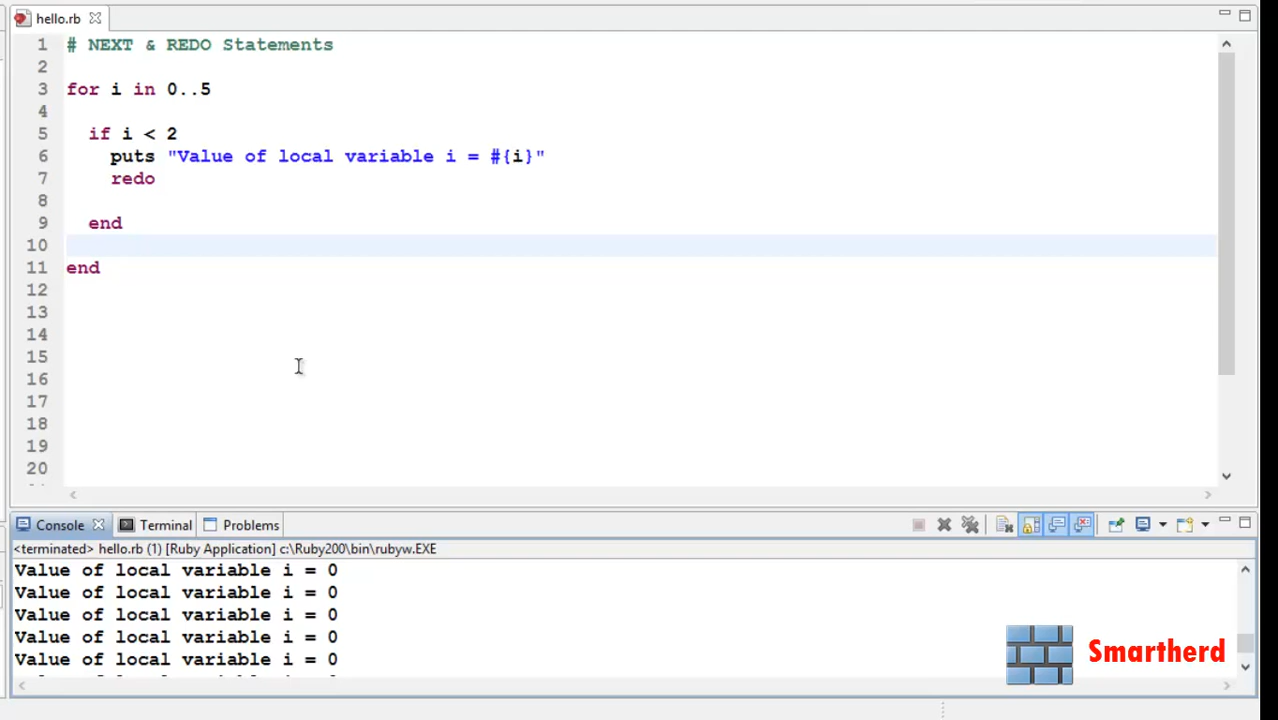 hello.rb
1 # NEXT & REDO Statements
2
3 for i in 0..5
4
5 if i < 2
6 puts "Value of local variable i = #{i}"
7 redo
8
9 end
10
11 end
12
13
14
15
16
17
18
19
20
Console Terminal Problems
<terminated> hello.rb (1) [Ruby Application] c:\Ruby200\bin\rubyw.EXE
Value of local variable i = 0
Value of local variable i = 0
Value of local variable i = 0
Value of local variable i = 0
Value of local variable i = 0
Smartherd